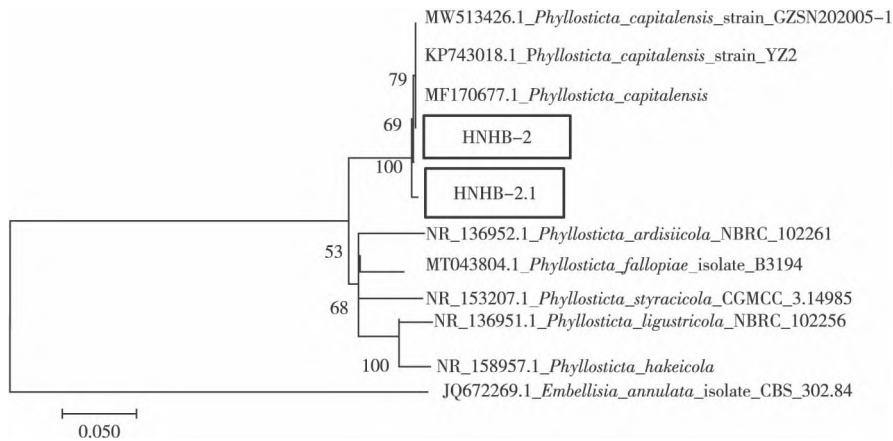 MW513426.1_Phyllosticta_capitalensis_strain_GZSN202005-1
KP743018.1_Phyllosticta_capitalensis_strain_YZ2
79
MF170677.1_Phyllosticta_capitalensis
69
HNHB-2
100
HNHB-2.1
NR_136952.1_Phyllosticta_ardisiicola_NBRC_102261
53
MT043804.1_Phyllosticta_fallopiae_isolate_B3194
NR_153207.1_Phyllosticta_styracicola_CGMCC_3.14985
68
NR_136951.1_Phyllosticta_ligustricola_NBRC_102256
100
NR_158957.1_Phyllosticta_hakeicola
JQ672269.1_Embellisia_annulata_isolate_CBS_302.84
0.050